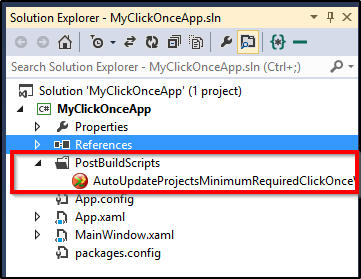 Solution Explorer - MyClickOnceApp.sln
Search Solution Explorer - MyClickOnceApp.sln (Ctrl+;)
Solution 'MyClickOnceApp' (1 project)
C# MyClickOnceApp
Properties
References
PostBuildScripts
AutoUpdateProjectsMinimumRequiredClickOnceV
App.config
App.xaml
MainWindow.xaml
packages.config